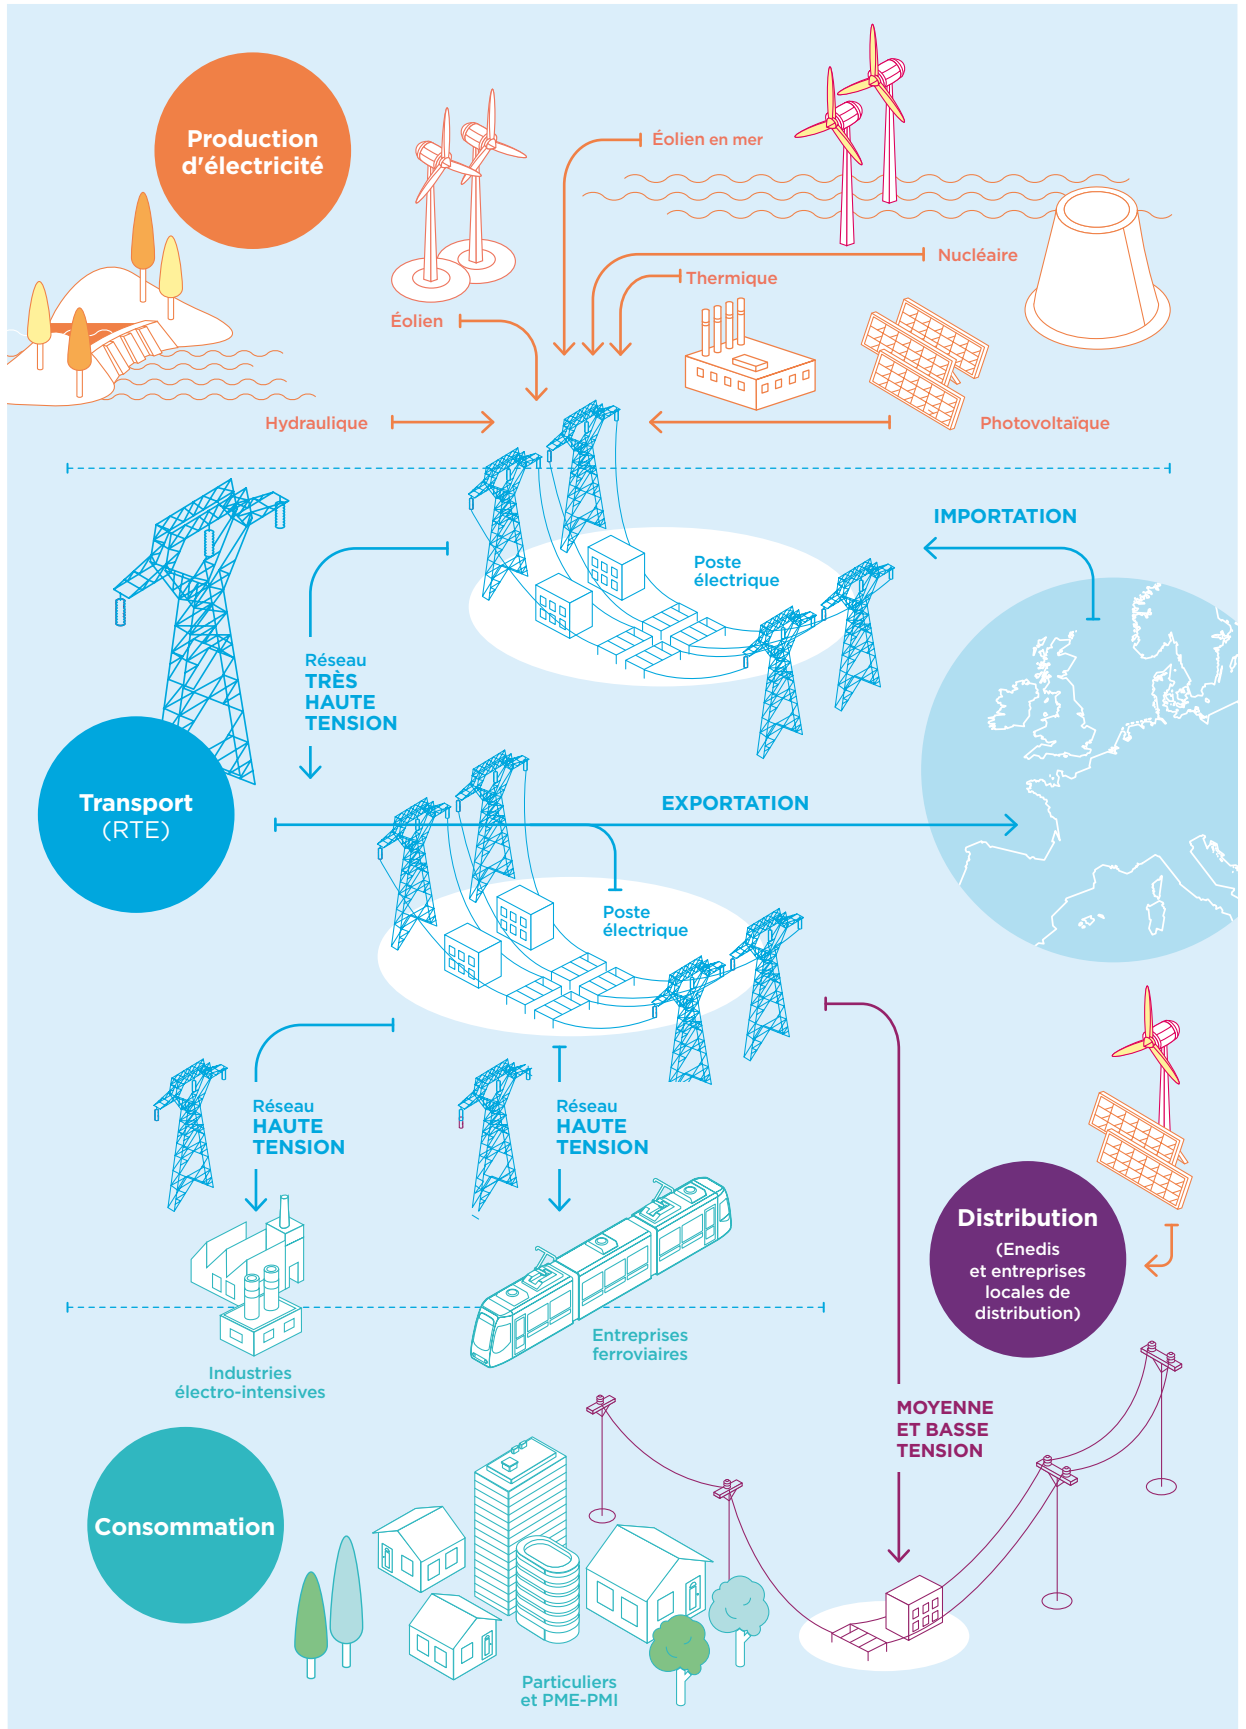 Production
d'électricité
Éolien en mer
Nucléaire
Thermique
Éolien
Hydraulique
Photovoltaïque
IMPORTATION
Poste
électrique
Réseau
TRÈS
HAUTE
TENSION
Transport
(RTE)
EXPORTATION
Poste
électrique
Réseau
HAUTE
TENSION
Réseau
HAUTE
TENSION
Distribution
(Enedis
et entreprises
locales de
distribution)
Entreprises
ferroviaires
Industries
électro-intensives
MOYENNE
ET BASSE
TENSION
Consommation
Particuliers
et PME-PMI